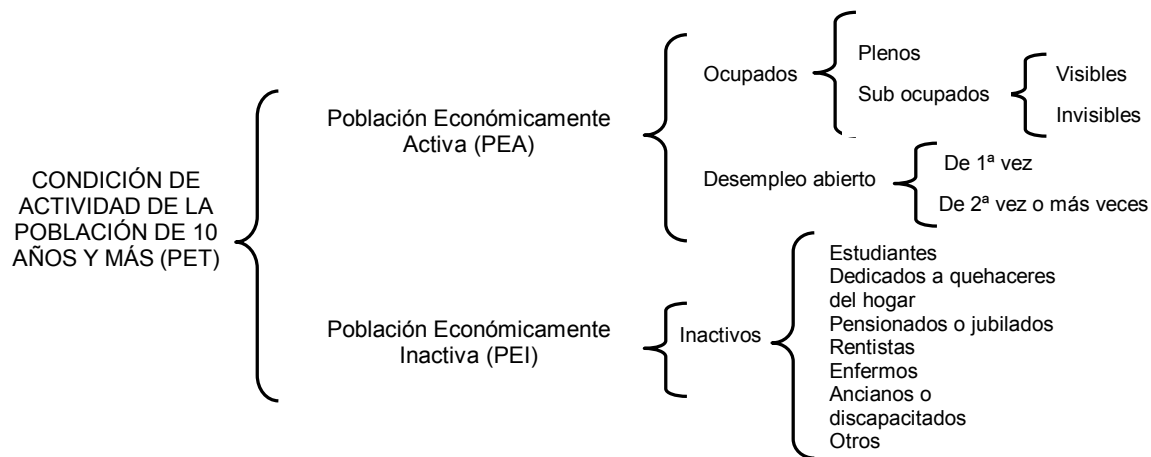 CONDICIÓN DE
ACTIVIDAD DE LA
POBLACIÓN DE 10
AÑOS Y MÁS (PET)
Población Económicamente
Activa (PEA)
Ocupados
Plenos
Sub ocupados
Visibles
Invisibles
Desempleo abierto
De 1ª vez
De 2ª vez o más veces
Población Económicamente
Inactiva (PEI)
Inactivos
Estudiantes
Dedicados a quehaceres
del hogar
Pensionados o jubilados
Rentistas
Enfermos
Ancianos o
discapacitados
Otros